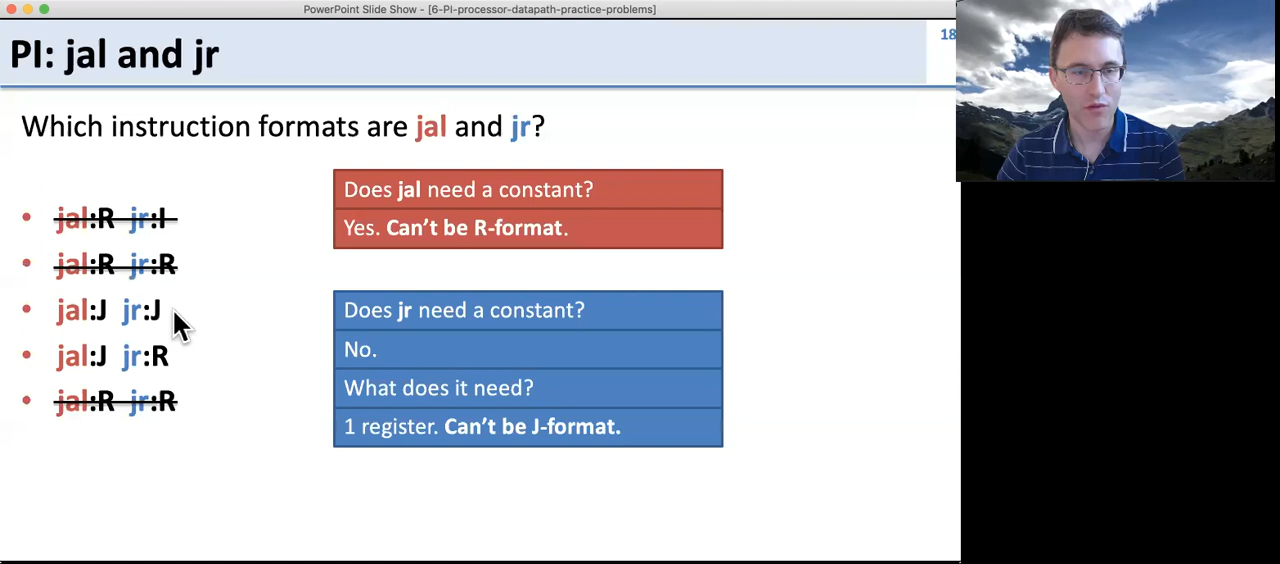 PowerPoint Slide Show - [6-PI-processor-datapath-practice-problems]
PI: jal and jr
18
Which instruction formats are jal and jr?
• jal:R jr:I
• jal:R jr:R
• jal:J jr:J
• jal:J jr:R
• jal:R jr:R
Does jal need a constant?
Yes. Can't be R-format.
Does jr need a constant?
No.
What does it need?
1 register. Can't be J-format.